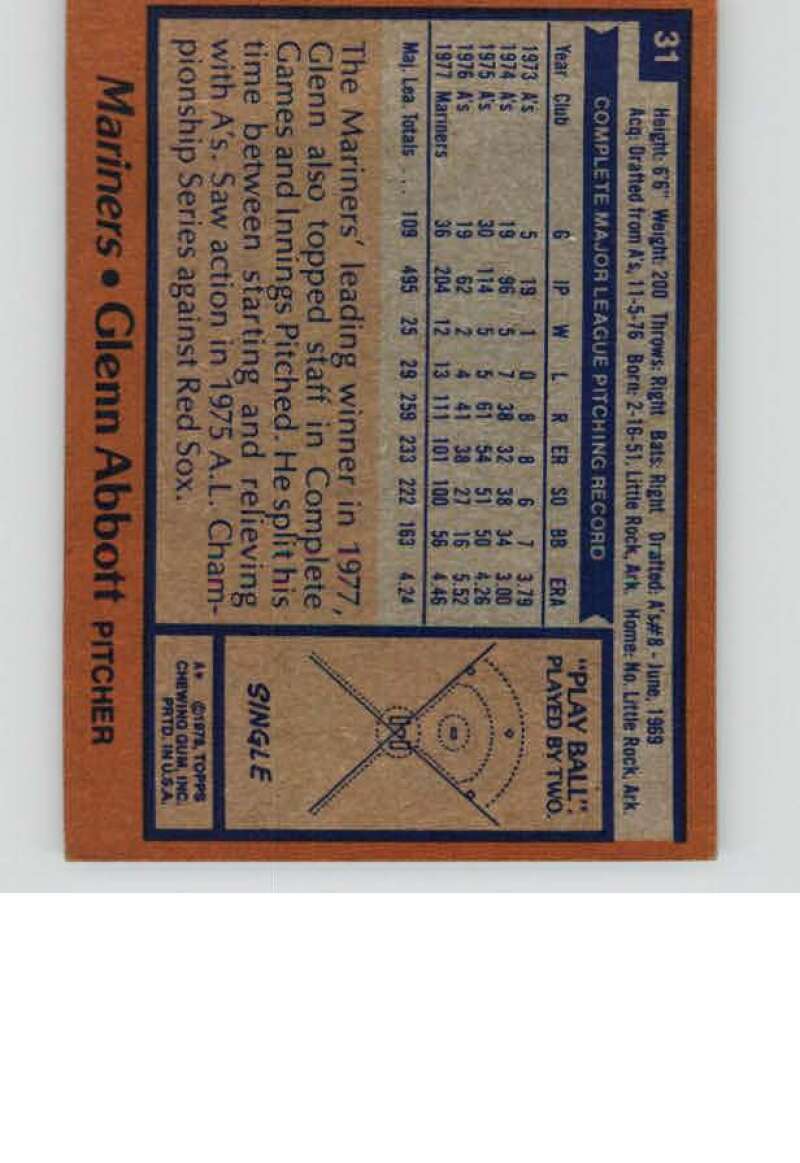 31
Height: 6'6" Weight: 200 Throws: Right Bats: Right Drafted: A's#8 - June, 1969
Acq: Drafted from A's, 11-5-76 Born: 2-16-51, Little Rock, Ark. Home: No. Little Rock, Ark.
COMPLETE MAJOR LEAGUE PITCHING RECORD
Year Club G IP W L R ER SO BB ERA
1973 A's 5 19 1 0 8 8 6 7 3.79
1974 A's 19 96 5 7 38 32 38 34 3.00
1975 A's 30 114 5 5 61 54 51 50 4.26
1976 A's 19 62 2 4 41 38 27 16 5.52
1977 Mariners 36 204 12 13 111 101 100 56 4.46
Maj. Lea Totals ... 109 495 25 29 259 233 222 163 4.24
The Mariners' leading winner in 1977,
Glenn also topped staff in Complete
Games and Innings Pitched. He split his
time between starting and relieving
with A's. Saw action in 1975 A.L. Cham-
pionship Series against Red Sox.
"PLAY BALL":
PLAYED BY TWO.
SINGLE
A* ©1978, TOPPS
CHEWING GUM, INC.
PRTD. IN U.S.A.
Mariners • Glenn Abbott PITCHER